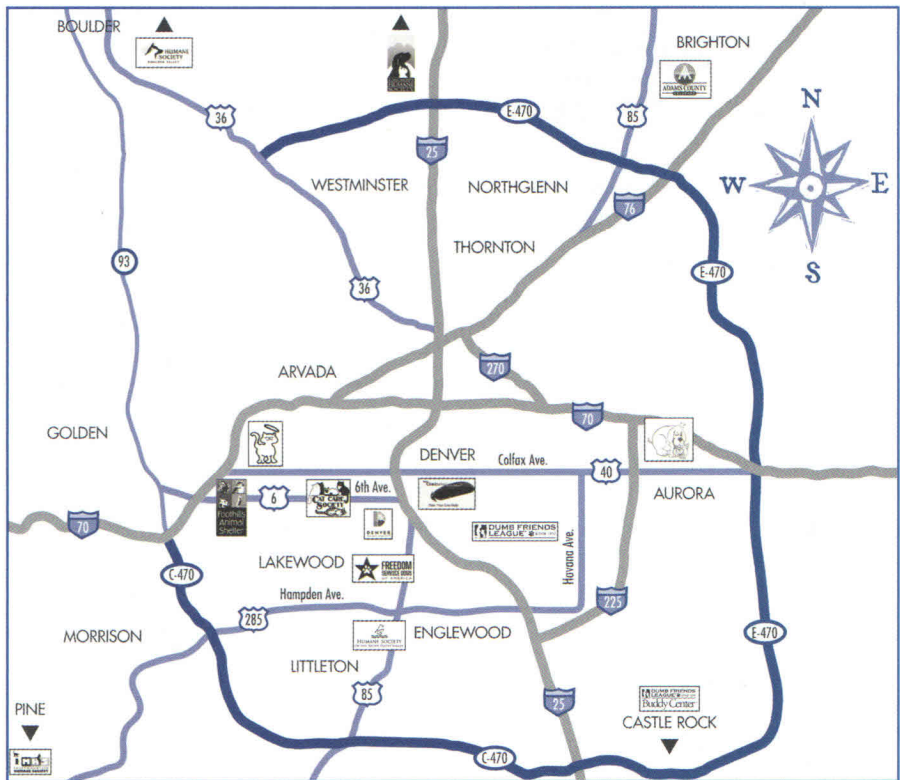 BOULDER
HUMANE
SOCIETY
BRIGHTON
ADAMS COUNTY
N
W
E
S
36
E-470
85
25
WESTMINSTER
NORTHGLENN
76
THORNTON
93
E-470
36
ARVADA
270
70
GOLDEN
DENVER
Colfax Ave.
40
6
6th Ave.
CAT CARE
SOCIETY
AURORA
Foothills
Animal
Shelter
70
DENVER
DUMB FRIENDS
LEAGUE
Havana Ave.
LAKEWOOD
FREEDOM
SERVICE DOGS
OF AMERICA
C-470
Hampden Ave.
225
285
MORRISON
HUMANE SOCIETY
ENGLEWOOD
E-470
LITTLETON
85
25
DUMB FRIENDS
LEAGUE
Buddy Center
PINE
CASTLE ROCK
C-470